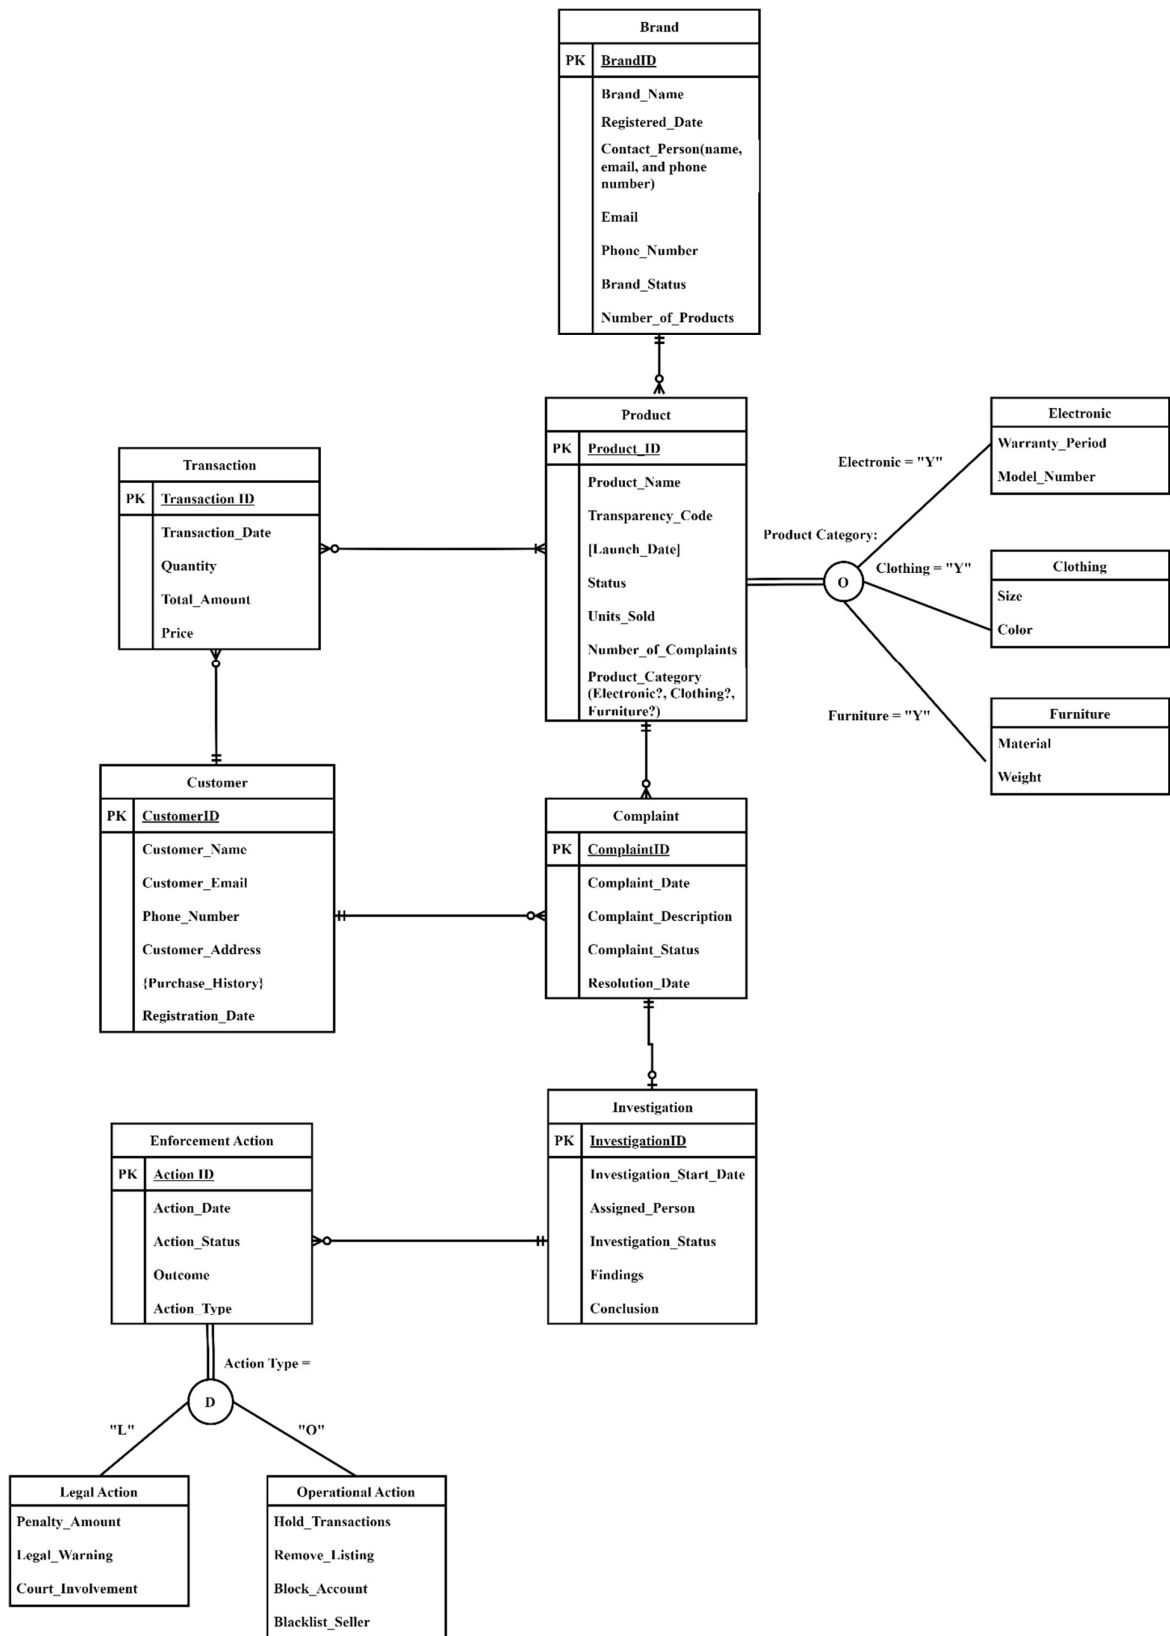 Brand
PK BrandID
Brand_Name
Registered_Date
Contact_Person(name,
email, and phone
number)
Email
Phone_Number
Brand_Status
Number_of_Products
Product
PK Product_ID
Product_Name
Transparency_Code
[Launch_Date]
Status
Units_Sold
Number_of_Complaints
Product_Category
(Electronic?, Clothing?,
Furniture?)
Product Category:
O
Electronic = "Y"
Clothing = "Y"
Furniture = "Y"
Electronic
Warranty_Period
Model_Number
Clothing
Size
Color
Furniture
Material
Weight
Transaction
PK Transaction ID
Transaction_Date
Quantity
Total_Amount
Price
Customer
PK CustomerID
Customer_Name
Customer_Email
Phone_Number
Customer_Address
{Purchase_History}
Registration_Date
Complaint
PK ComplaintID
Complaint_Date
Complaint_Description
Complaint_Status
Resolution_Date
Investigation
PK InvestigationID
Investigation_Start_Date
Assigned_Person
Investigation_Status
Findings
Conclusion
Enforcement Action
PK Action ID
Action_Date
Action_Status
Outcome
Action_Type
Action Type =
D
"L"
"O"
Legal Action
Penalty_Amount
Legal_Warning
Court_Involvement
Operational Action
Hold_Transactions
Remove_Listing
Block_Account
Blacklist_Seller